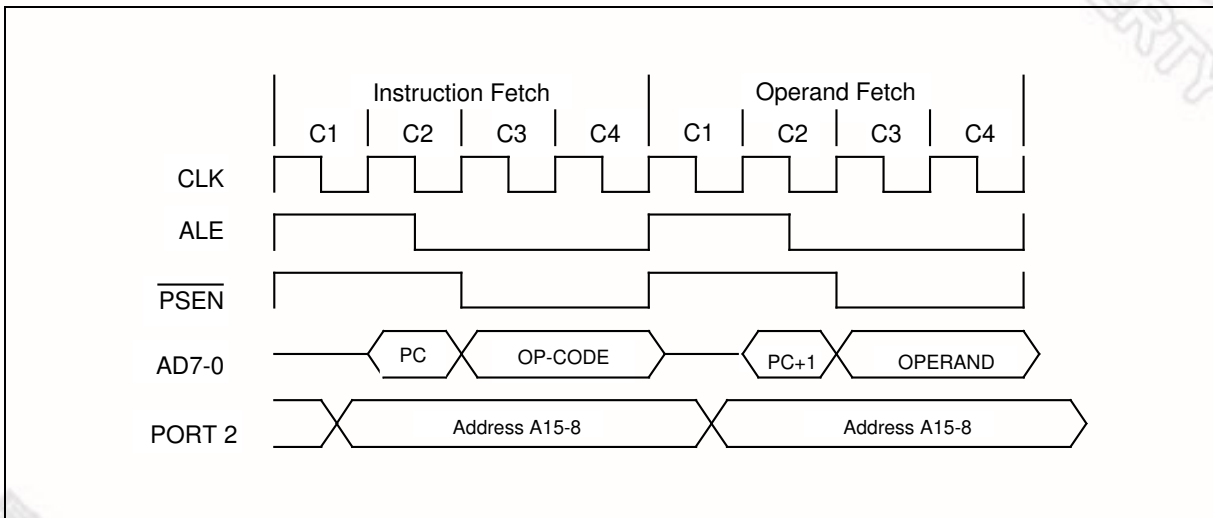 Instruction Fetch Operand Fetch
C1 C2 C3 C4 C1 C2 C3 C4
CLK
ALE
PSEN
AD7-0 PC OP-CODE PC+1 OPERAND
PORT 2 Address A15-8 Address A15-8